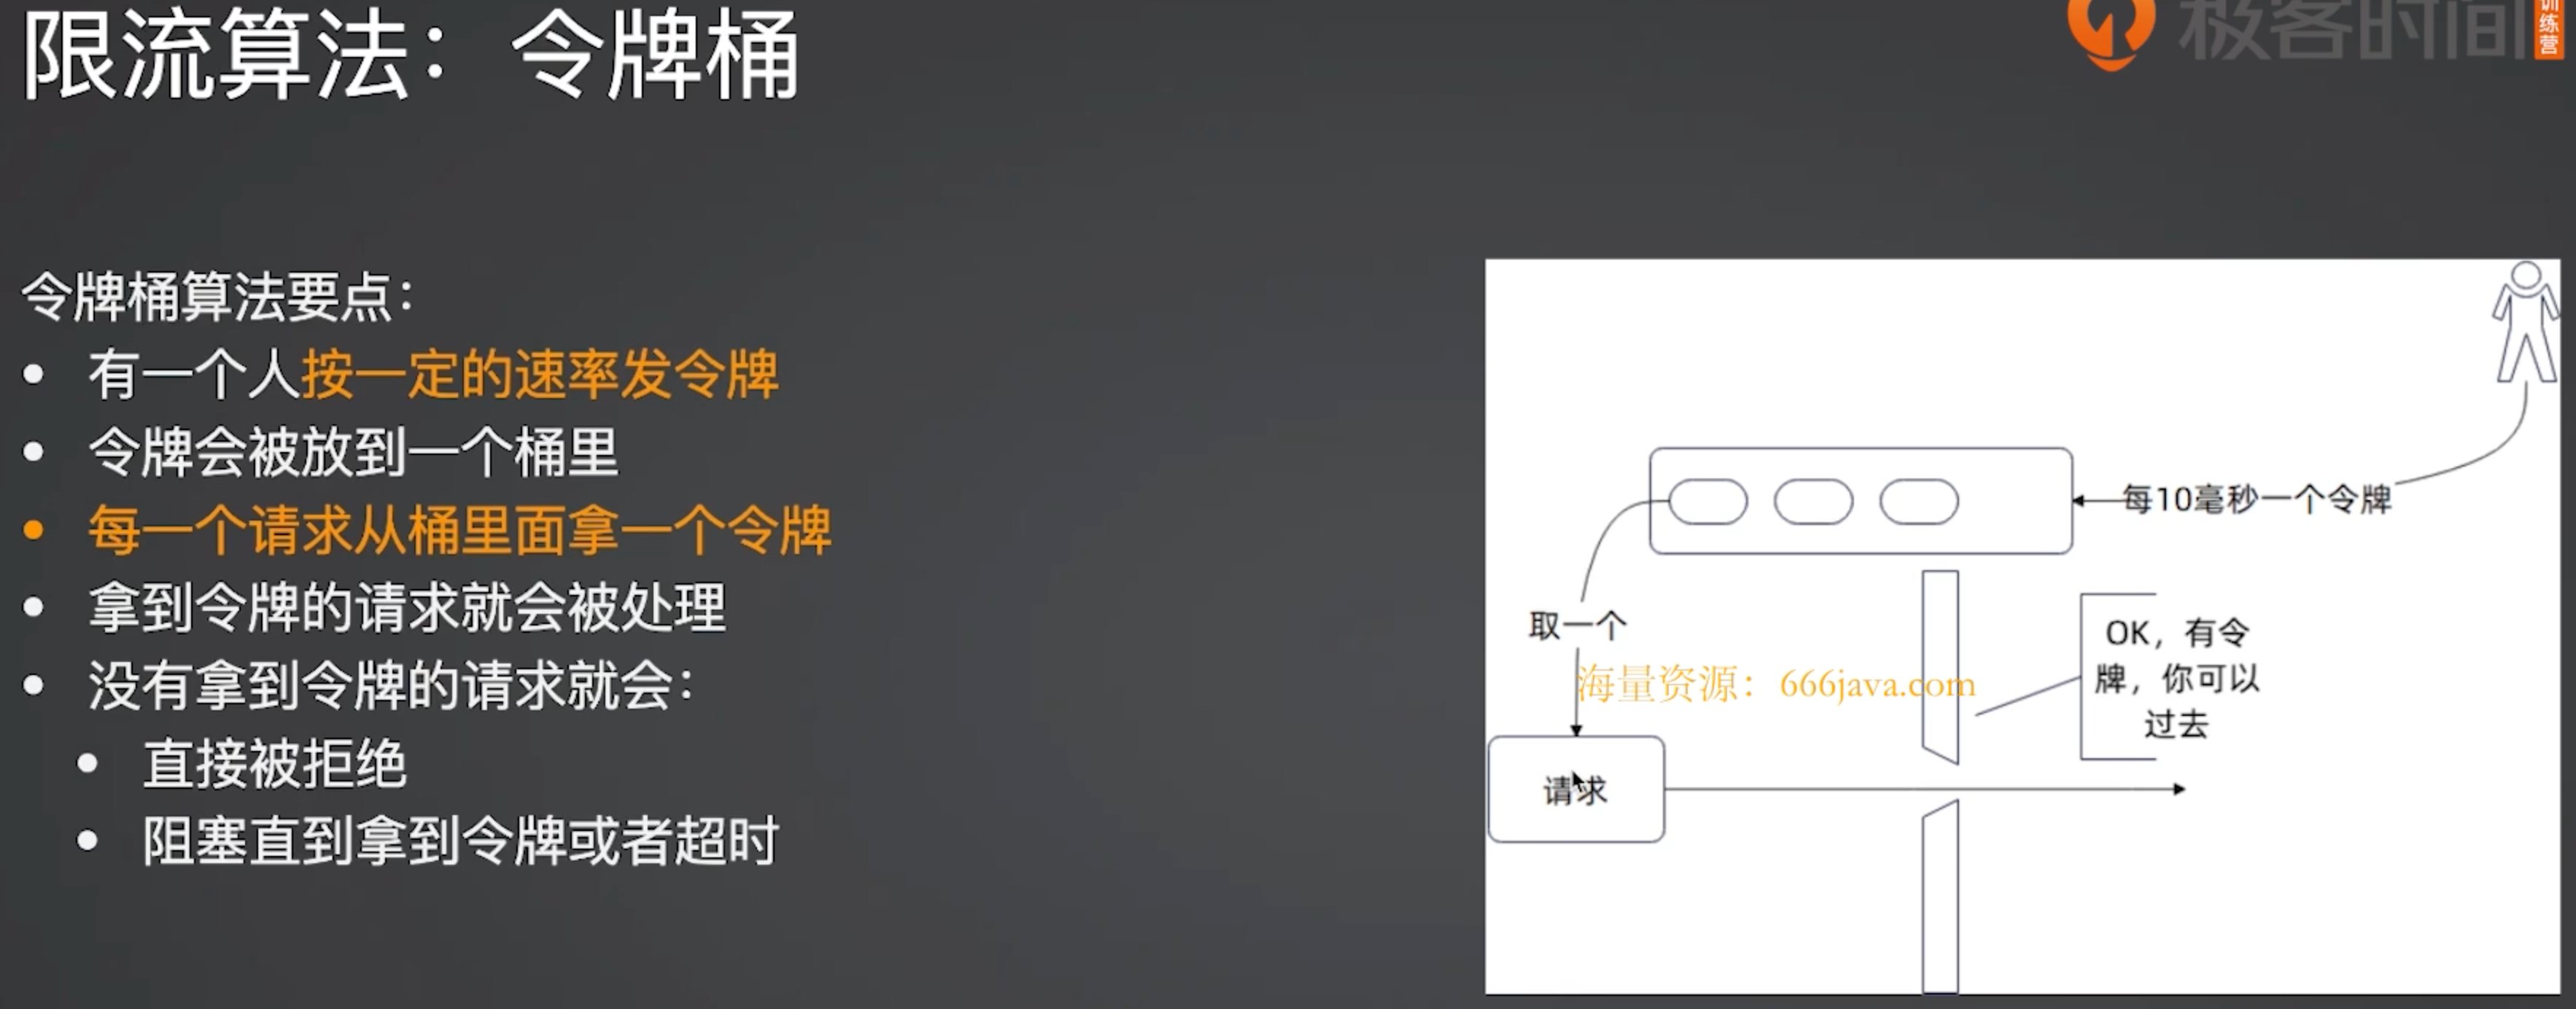 限流算法：令牌桶
极客时间
训练营
令牌桶算法要点：
• 有一个人按一定的速率发令牌
• 令牌会被放到一个桶里
• 每一个请求从桶里面拿一个令牌
• 拿到令牌的请求就会被处理
• 没有拿到令牌的请求就会：
• 直接被拒绝
• 阻塞直到拿到令牌或者超时
每10毫秒一个令牌
取一个
OK，有令
牌，你可以
过去
海量资源：666java.com
请求